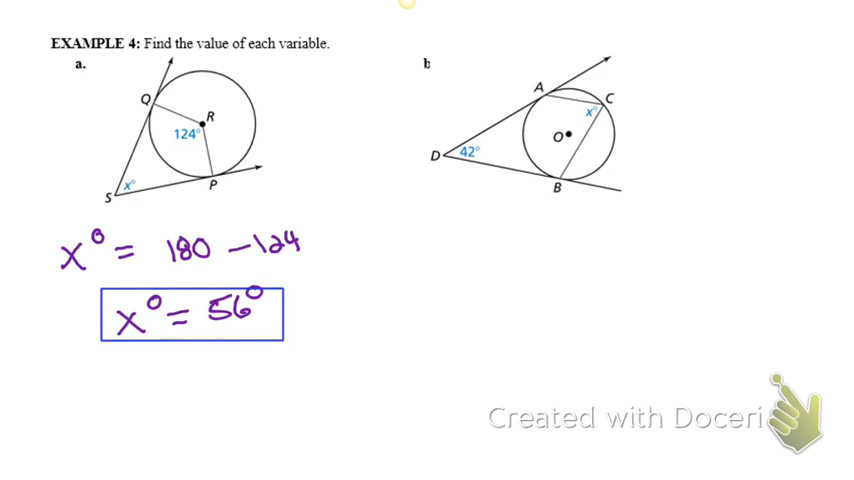 EXAMPLE 4: Find the value of each variable.
a.
Q
R
124°
x°
S
P
x° = 180 - 124
x° = 56°
b
A
C
x°
O
D
42°
B
Created with Doceri